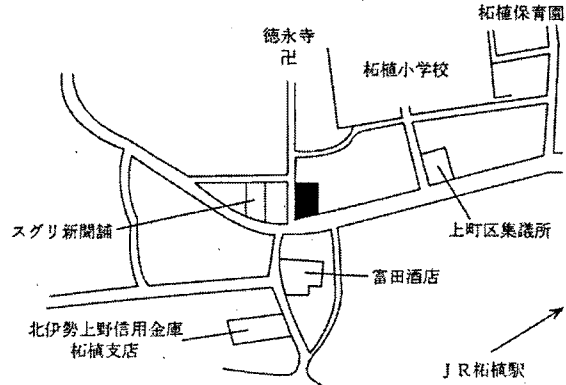 柘植保育園
徳永寺
卍
柘植小学校
スグリ新聞舗
上町区集議所
富田酒店
北伊勢上野信用金庫
柘植支店
JR柘植駅